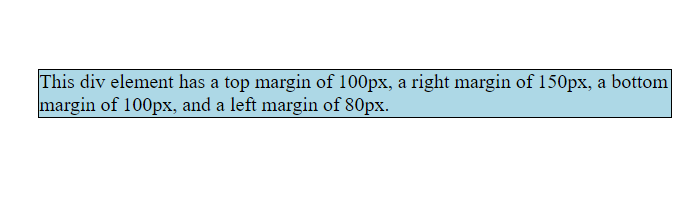 This div element has a top margin of 100px, a right margin of 150px, a bottom
margin of 100px, and a left margin of 80px.